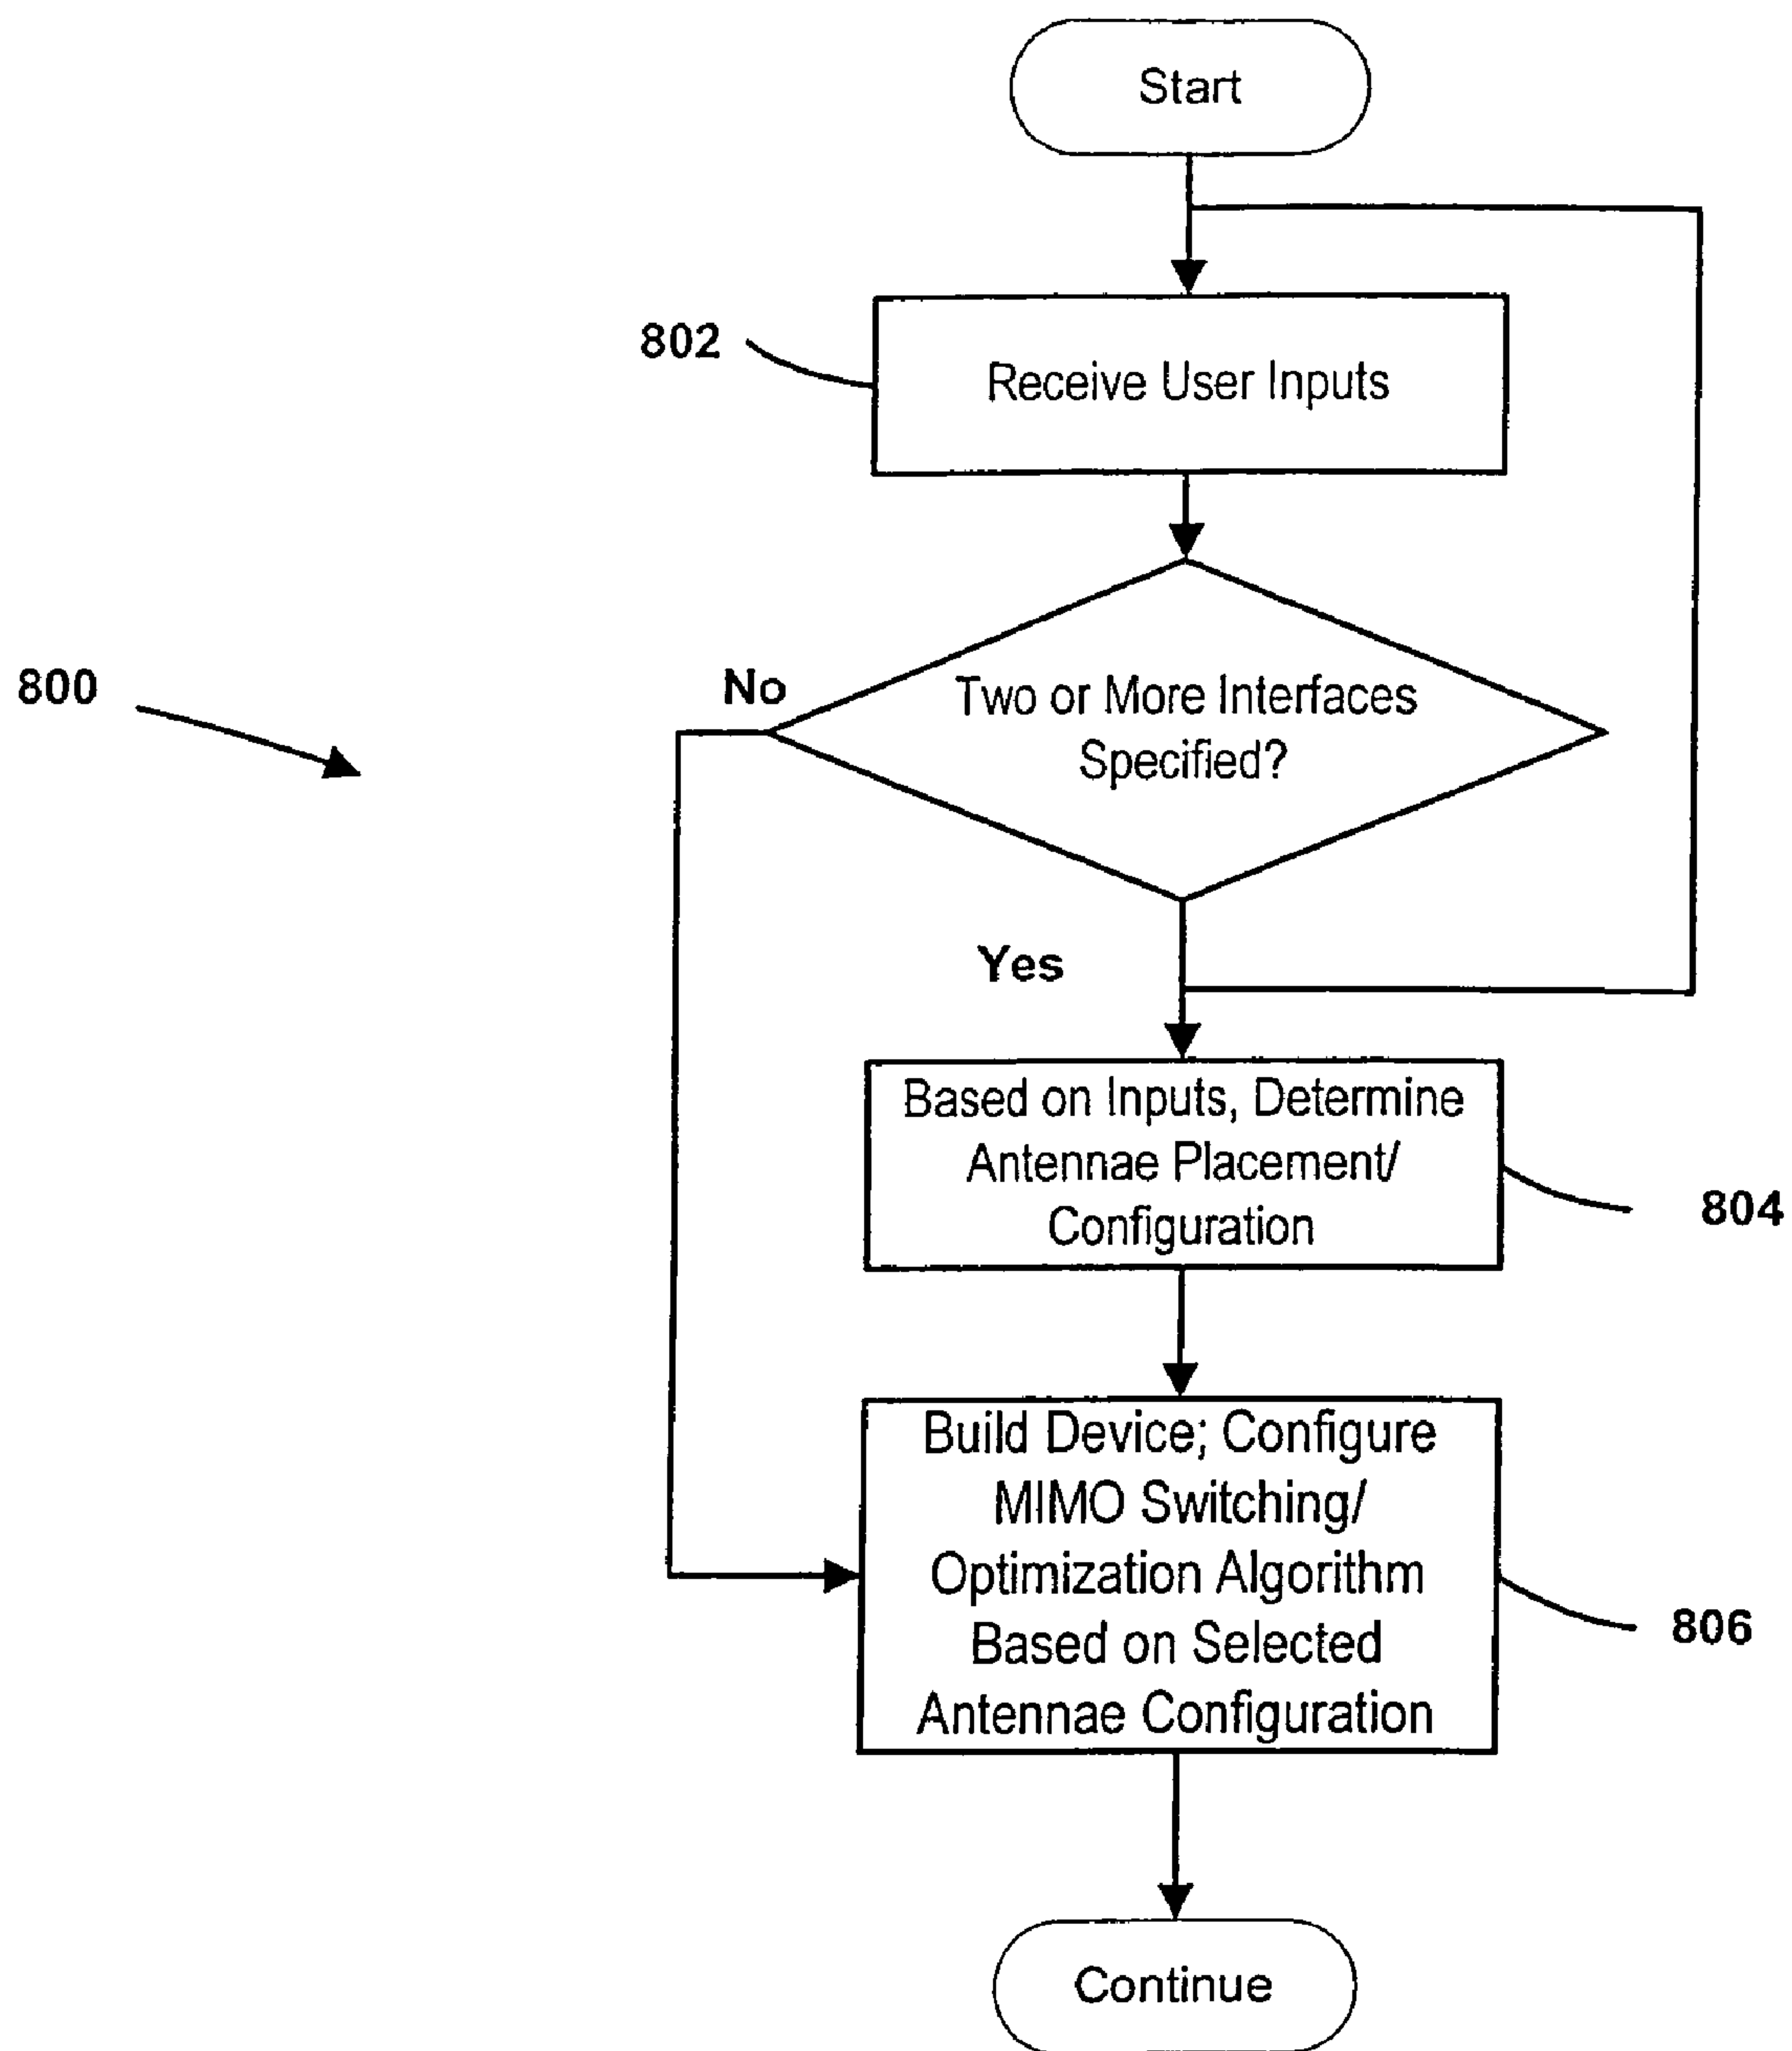 Start
802
Receive User Inputs
800
No
Two or More Interfaces
Specified?
Yes
Based on Inputs, Determine
Antennae Placement/
Configuration
804
Build Device; Configure
MIMO Switching/
Optimization Algorithm
Based on Selected
Antennae Configuration
806
Continue